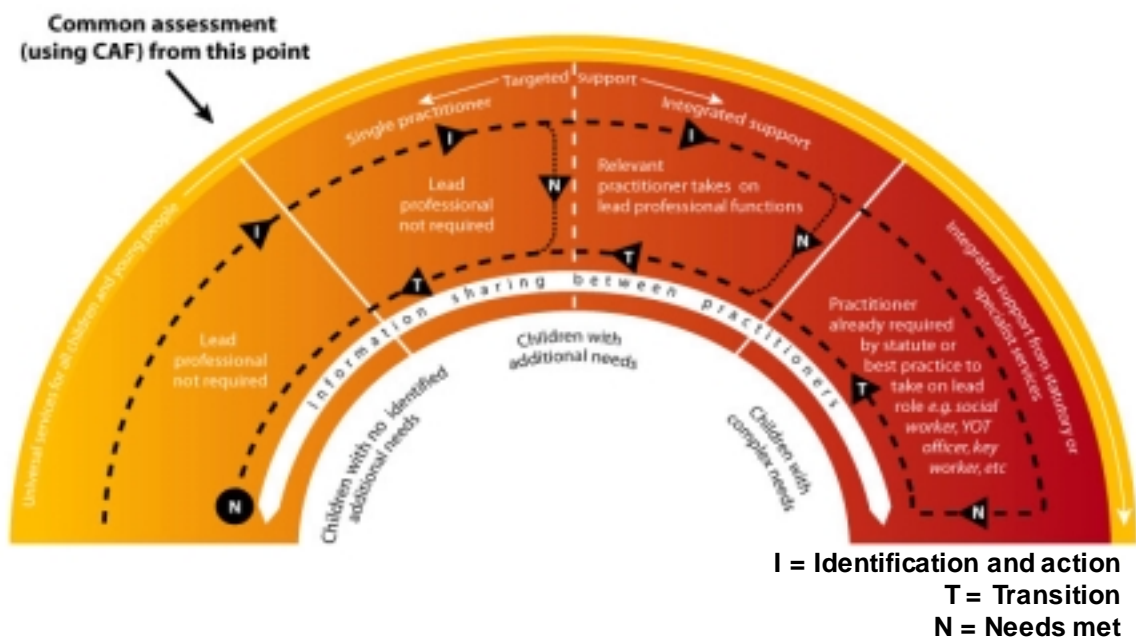 Common assessment
(using CAF) from this point
Targeted support
Single practitioner
Integrated support
I
I
I
N
N
Lead
professional
not required
Relevant
practitioner takes on
lead professional functions
T
T
T
Universal services for all children and young people
Lead
professional
not required
information sharing between practitioners
Integrated support from statutory or
specialist services
Practitioner
already required
by statute or
best practice to
take on lead
role e.g. social
worker, YOT
officer, key
worker, etc
Children with no identified
additional needs
Children with
additional needs
Children with
complex needs
N
N
I = Identification and action
T = Transition
N = Needs met